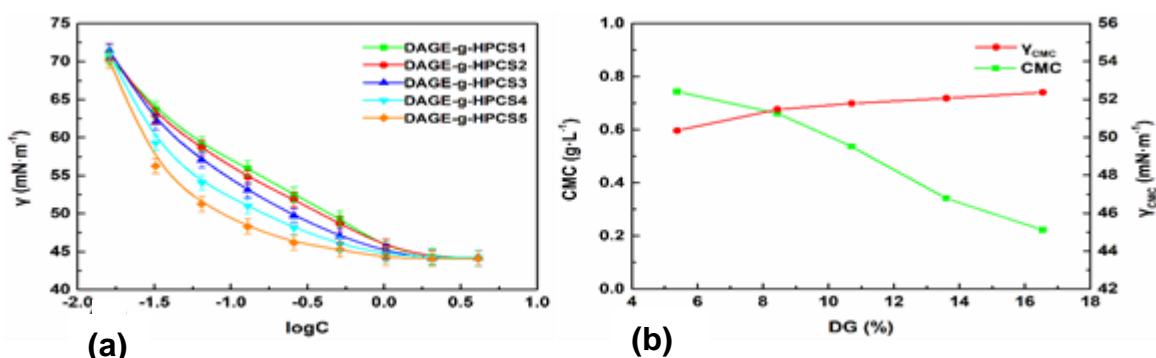 75
70
65
60
55
50
45
40
γ (mN·m⁻¹)
DAGE-g-HPCS1
DAGE-g-HPCS2
DAGE-g-HPCS3
DAGE-g-HPCS4
DAGE-g-HPCS5
-2.0 -1.5 -1.0 -0.5 0.0 0.5 1.0
logC
(a)
1.0
0.8
0.6
0.4
0.2
0.0
CMC (g·L⁻¹)
γCMC
CMC
56
54
52
50
48
46
44
42
γCMC (mN·m⁻¹)
4 6 8 10 12 14 16 18
DG (%)
(b)